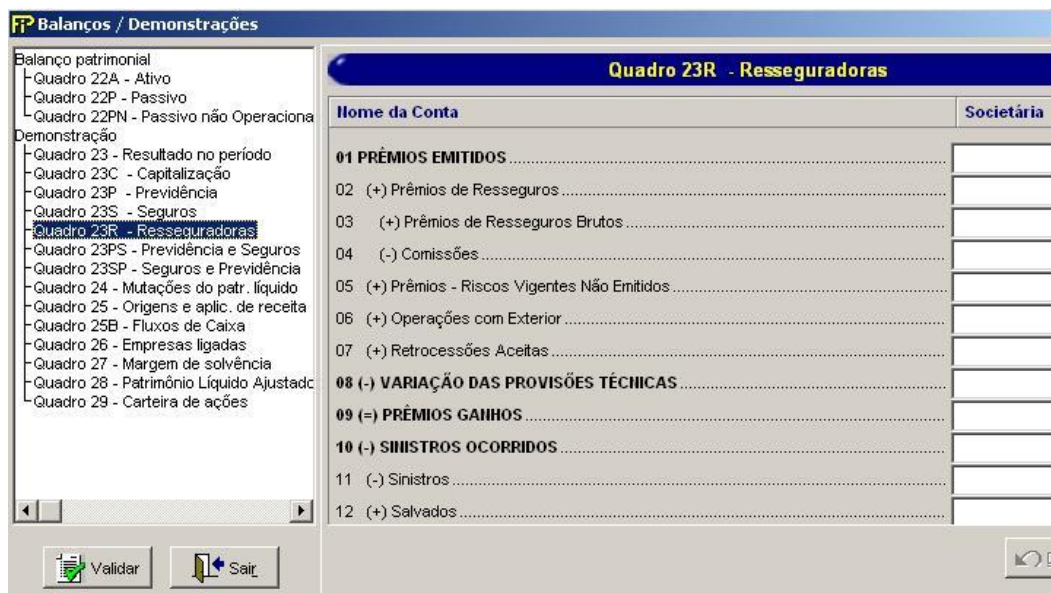 FiP Balanços / Demonstrações
Balanço patrimonial
Quadro 22A - Ativo
Quadro 22P - Passivo
Quadro 22PN - Passivo não Operaciona
Demonstração
Quadro 23 - Resultado no período
Quadro 23C - Capitalização
Quadro 23P - Previdência
Quadro 23S - Seguros
Quadro 23R - Resseguradoras
Quadro 23PS - Previdência e Seguros
Quadro 23SP - Seguros e Previdência
Quadro 24 - Mutações do patr. líquido
Quadro 25 - Origens e aplic. de receita
Quadro 25B - Fluxos de Caixa
Quadro 26 - Empresas ligadas
Quadro 27 - Margem de solvência
Quadro 28 - Patrimônio Líquido Ajustado
Quadro 29 - Carteira de ações
Validar
Sair
Quadro 23R - Resseguradoras
Nome da Conta Societária
01 PRÊMIOS EMITIDOS
02 (+) Prêmios de Resseguros
03 (+) Prêmios de Resseguros Brutos
04 (-) Comissões
05 (+) Prêmios - Riscos Vigentes Não Emitidos
06 (+) Operações com Exterior
07 (+) Retrocessões Aceitas
08 (-) VARIAÇÃO DAS PROVISÕES TÉCNICAS
09 (=) PRÊMIOS GANHOS
10 (-) SINISTROS OCORRIDOS
11 (-) Sinistros
12 (+) Salvados